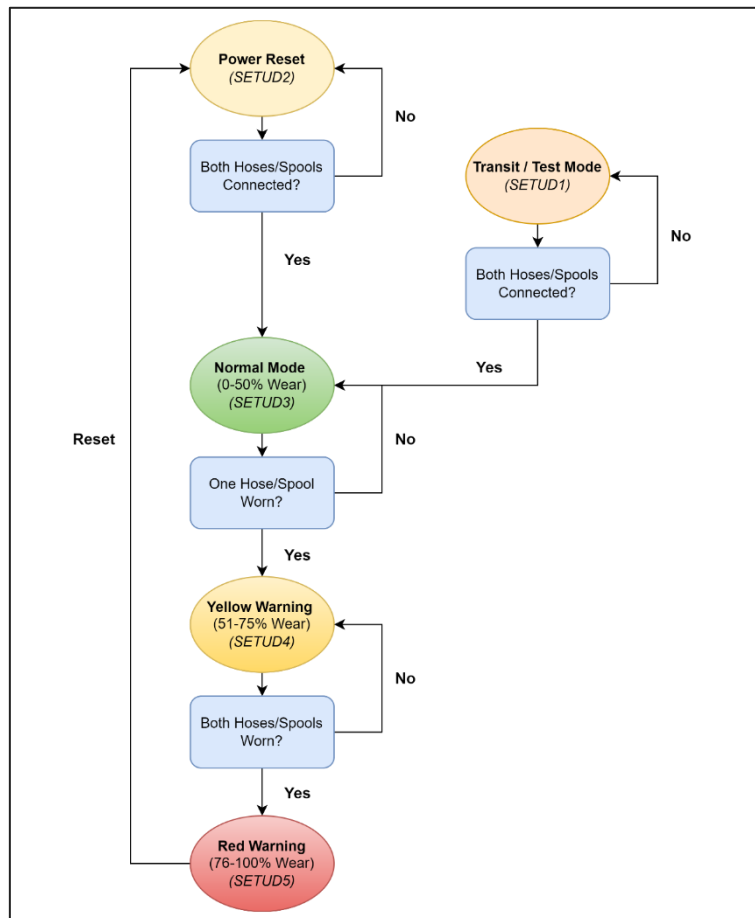 Power Reset
(SETUD2)
No
Both Hoses/Spools
Connected?
Yes
Transit / Test Mode
(SETUD1)
No
Both Hoses/Spools
Connected?
Yes
Normal Mode
(0-50% Wear)
(SETUD3)
Reset
No
One Hose/Spool
Worn?
Yes
Yellow Warning
(51-75% Wear)
(SETUD4)
No
Both Hoses/Spools
Worn?
Yes
Red Warning
(76-100% Wear)
(SETUD5)